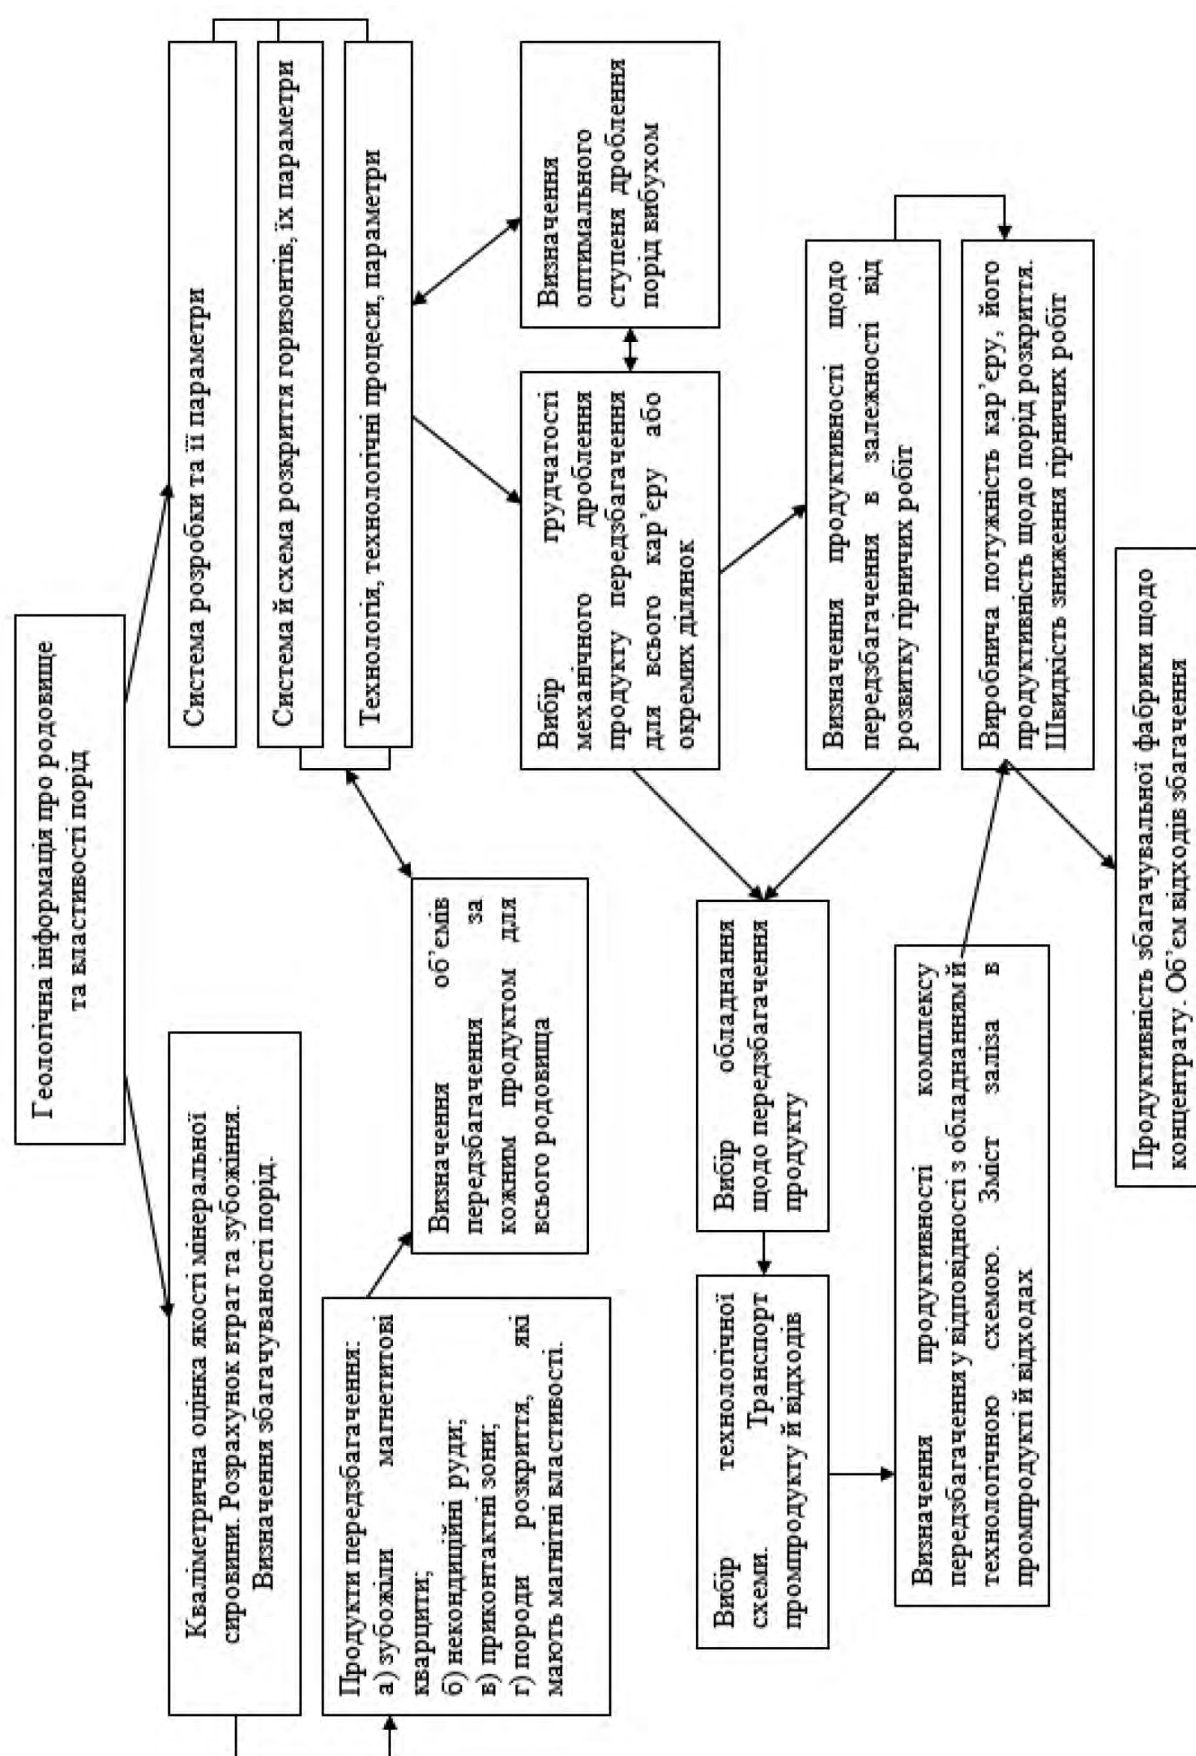 Геологічна інформація про родовище
та властивості порід
Кваліметрична оцінка якості мінеральної
сировини. Розрахунок втрат та зубожіння.
Визначення збагачуваності порід.
Система розробки та її параметри
Система й схема розкриття горизонтів, їх параметри
Технологія, технологічні процеси, параметри
Продукти передзбагачення:
а) зубожіли магнетитові
кварцити;
б) некондиційні руди;
в) приконтактні зони;
г) породи розкриття, які
мають магнітні властивості.
Визначення об’ємів
передзбагачення за
кожним продуктом для
всього родовища
Вибір грудчатості
механічного дроблення
продукту передзбагачення
для всього кар’єру або
окремих ділянок
Визначення
оптимального
ступеня дроблення
порід вибухом
Вибір технологічної
схеми. Транспорт
промпродукту й відходів
Вибір обладнання
щодо передзбагачення
продукту
Визначення продуктивності щодо
передзбагачення в залежності від
розвитку гірничих робіт
Визначення продуктивності комплексу
передзбагачення у відповідності з обладнанням й
технологічною схемою. Зміст заліза в
промпродукті й відходах
Виробнича потужність кар’єру, його
продуктивність щодо порід розкриття.
Швидкість зниження гірничих робіт
Продуктивність збагачувальної фабрики щодо
концентрату. Об’єм відходів збагачення